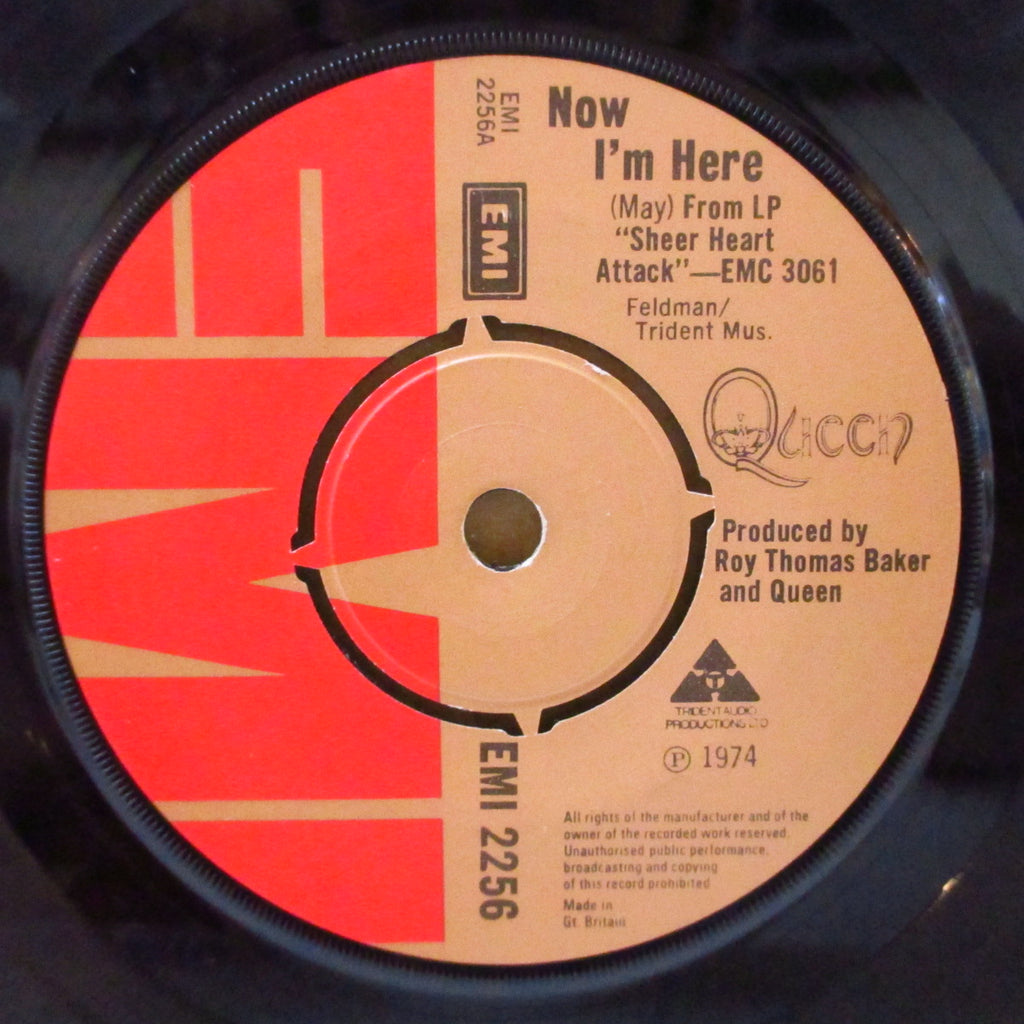 EMI
2256A
EMI
Now
I'm Here
(May) From LP
“Sheer Heart
Attack”—EMC 3061
Feldman/
Trident Mus.
Queen
Produced by
Roy Thomas Baker
and Queen
TRIDENT AUDIO
PRODUCTIONS LTD
Ⓟ 1974
EMI 2256
All rights of the manufacturer and of the
owner of the recorded work reserved.
Unauthorised public performance,
broadcasting and copying
of this record prohibited
Made in
Gt. Britain
EMI